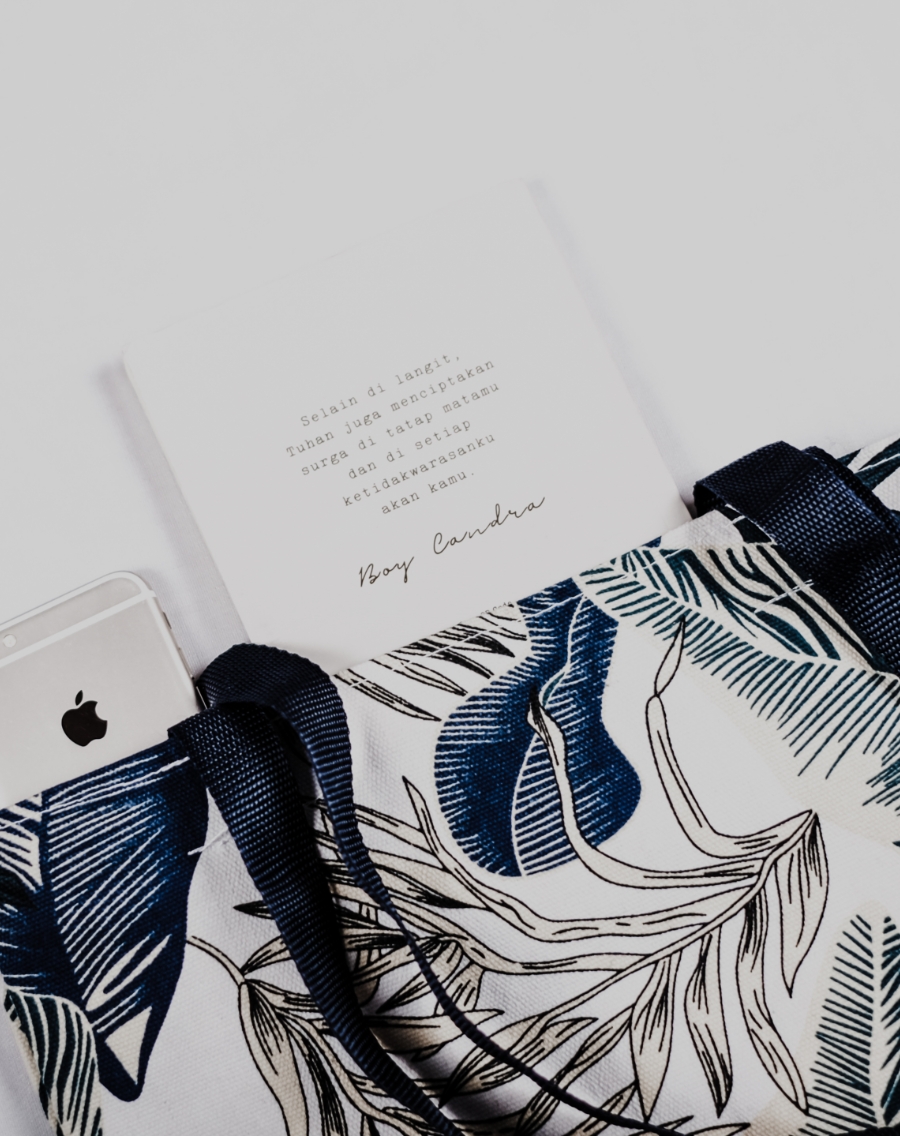 Selain di langit,
Tuhan juga menciptakan
surga di tatap matamu
dan di setiap
ketidakwarasanku
akan kamu.
Boy Candra